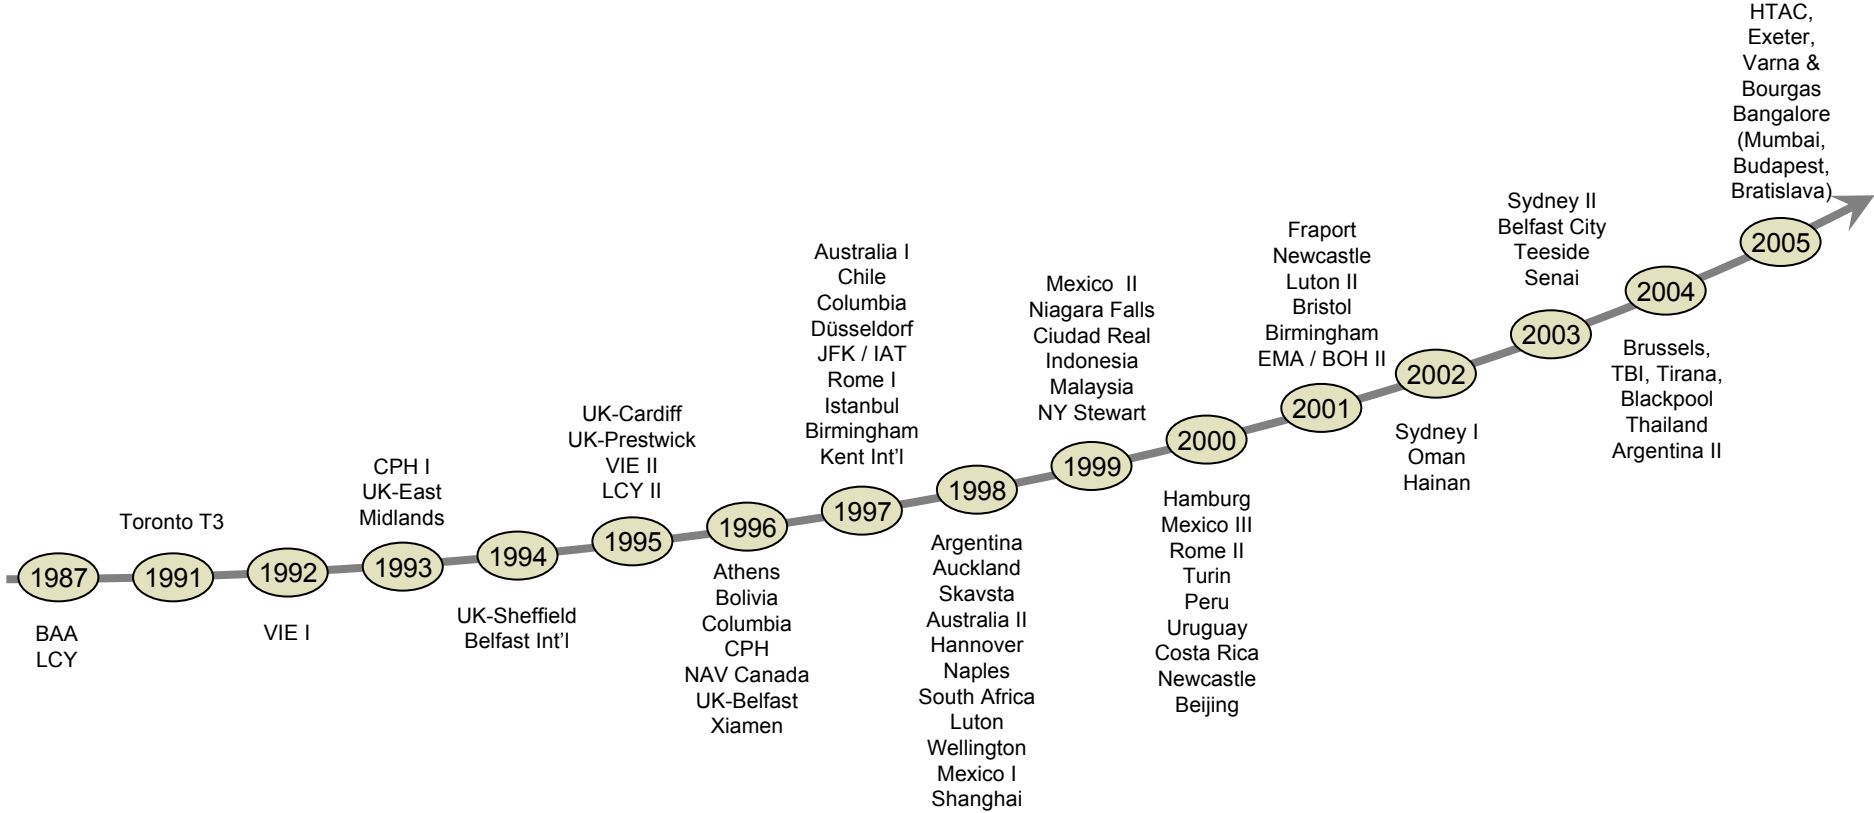 1987
BAA
LCY
Toronto T3
1991
1992
VIE I
CPH I
UK-East
Midlands
1993
1994
UK-Sheffield
Belfast Int'l
UK-Cardiff
UK-Prestwick
VIE II
LCY II
1995
1996
Athens
Bolivia
Columbia
CPH
NAV Canada
UK-Belfast
Xiamen
Australia I
Chile
Columbia
Düsseldorf
JFK / IAT
Rome I
Istanbul
Birmingham
Kent Int'l
1997
1998
Argentina
Auckland
Skavsta
Australia II
Hannover
Naples
South Africa
Luton
Wellington
Mexico I
Shanghai
Mexico II
Niagara Falls
Ciudad Real
Indonesia
Malaysia
NY Stewart
1999
2000
Hamburg
Mexico III
Rome II
Turin
Peru
Uruguay
Costa Rica
Newcastle
Beijing
Fraport
Newcastle
Luton II
Bristol
Birmingham
EMA / BOH II
2001
2002
Sydney I
Oman
Hainan
Sydney II
Belfast City
Teeside
Senai
2003
2004
Brussels,
TBI, Tirana,
Blackpool
Thailand
Argentina II
HTAC,
Exeter,
Varna &
Bourgas
Bangalore
(Mumbai,
Budapest,
Bratislava)
2005